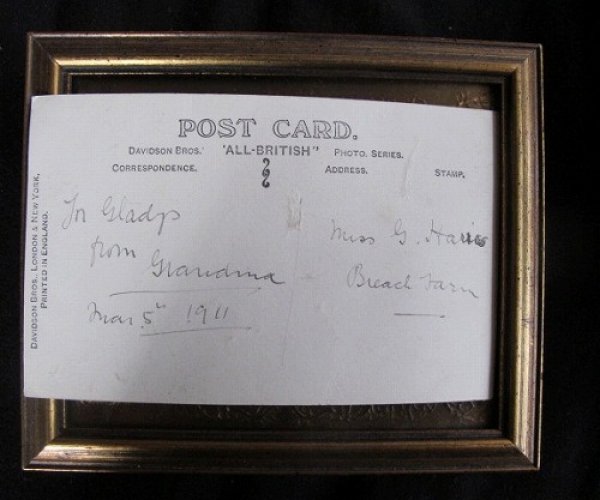 POST CARD.
DAVIDSON BROS.' 'ALL-BRITISH" PHOTO. SERIES.
CORRESPONDENCE. ADDRESS. STAMP.
DAVIDSON BROS., LONDON & NEW YORK,
PRINTED IN ENGLAND.
To Gladys
from
Grandma
Mar 5th 1911
Miss G. Harris
Breach Farm